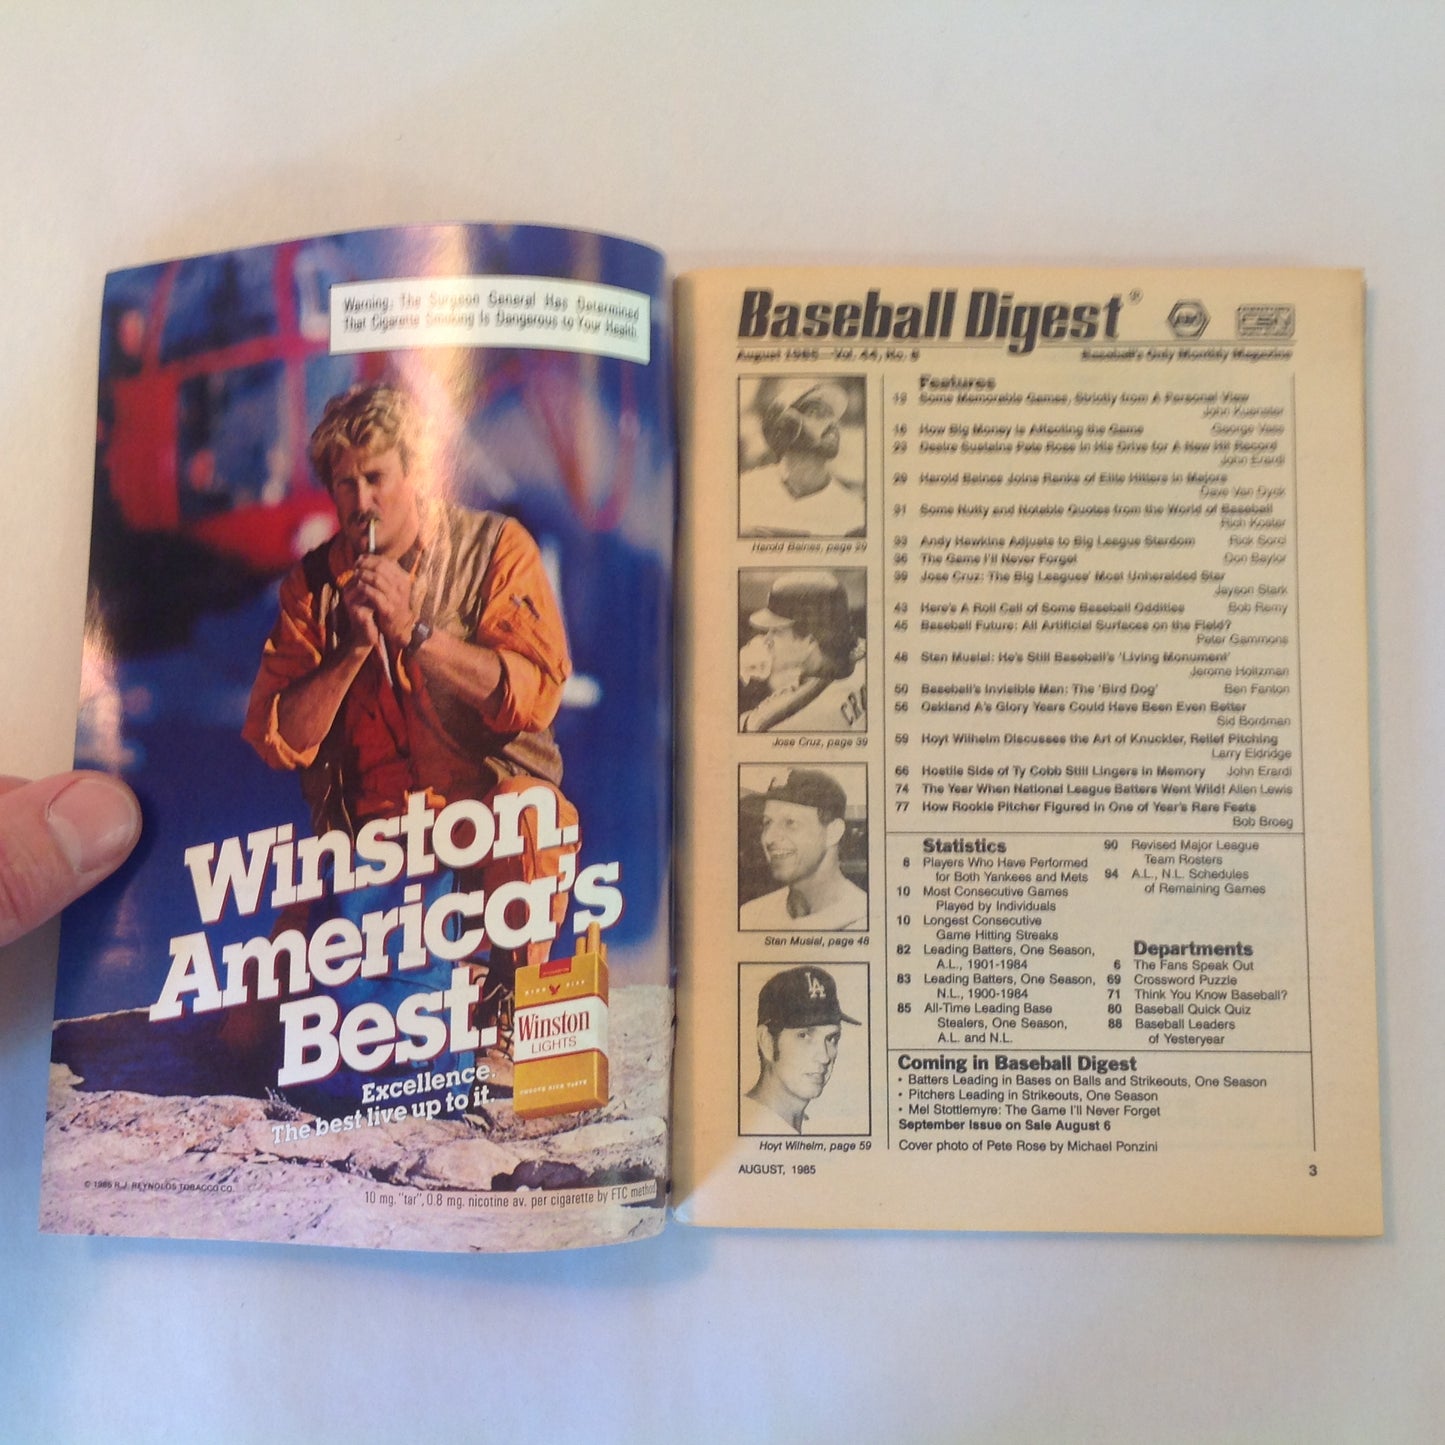 Warning: The Surgeon General Has Determined
That Cigarette Smoking Is Dangerous to Your Health.
Winston.
America's
Best.
Excellence.
The best live up to it.
Winston
LIGHTS
© 1985 R.J. REYNOLDS TOBACCO CO.
10 mg. "tar", 0.8 mg. nicotine av. per cigarette by FTC method
Baseball Digest®
August 1985 Vol. 44, No. 8
Baseball's Only Monthly Magazine
Harold Baines, page 29
Jose Cruz, page 39
Stan Musial, page 48
Hoyt Wilhelm, page 59
Features
13 Some Memorable Games, Strictly from A Personal View
John Kuenster
16 How Big Money Is Affecting the Game George Vass
23 Desire Sustains Pete Rose In His Drive for A New Hit Record
John Erardi
29 Harold Baines Joins Ranks of Elite Hitters in Majors
Dave Van Dyck
31 Some Nutty and Notable Quotes from the World of Baseball
Rich Koster
33 Andy Hawkins Adjusts to Big League Stardom Rick Sorci
36 The Game I'll Never Forget Don Baylor
39 Jose Cruz: The Big Leagues' Most Unheralded Star
Jayson Stark
43 Here's A Roll Call of Some Baseball Oddities Bob Remy
45 Baseball Future: All Artificial Surfaces on the Field?
Peter Gammons
48 Stan Musial: He's Still Baseball's 'Living Monument'
Jerome Holtzman
50 Baseball's Invisible Man: The 'Bird Dog' Ben Fanton
56 Oakland A's Glory Years Could Have Been Even Better
Sid Bordman
59 Hoyt Wilhelm Discusses the Art of Knuckler, Relief Pitching
Larry Eldridge
66 Hostile Side of Ty Cobb Still Lingers in Memory John Erardi
74 The Year When National League Batters Went Wild! Allen Lewis
77 How Rookie Pitcher Figured In One of Year's Rare Feats
Bob Broeg
Statistics
8 Players Who Have Performed
for Both Yankees and Mets
10 Most Consecutive Games
Played by Individuals
10 Longest Consecutive
Game Hitting Streaks
82 Leading Batters, One Season,
A.L., 1901-1984
83 Leading Batters, One Season,
N.L., 1900-1984
85 All-Time Leading Base
Stealers, One Season,
A.L. and N.L.
90 Revised Major League
Team Rosters
94 A.L., N.L. Schedules
of Remaining Games
Departments
6 The Fans Speak Out
69 Crossword Puzzle
71 Think You Know Baseball?
80 Baseball Quick Quiz
88 Baseball Leaders
of Yesteryear
Coming in Baseball Digest
• Batters Leading in Bases on Balls and Strikeouts, One Season
• Pitchers Leading in Strikeouts, One Season
• Mel Stottlemyre: The Game I'll Never Forget
September Issue on Sale August 6
Cover photo of Pete Rose by Michael Ponzini
AUGUST, 1985
3